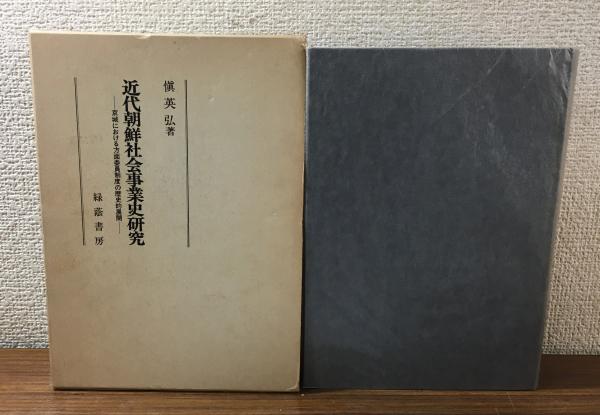 慎英弘著
近代朝鮮社会事業史研究
――京城における方面委員制度の歴史的展開――
緑蔭書房